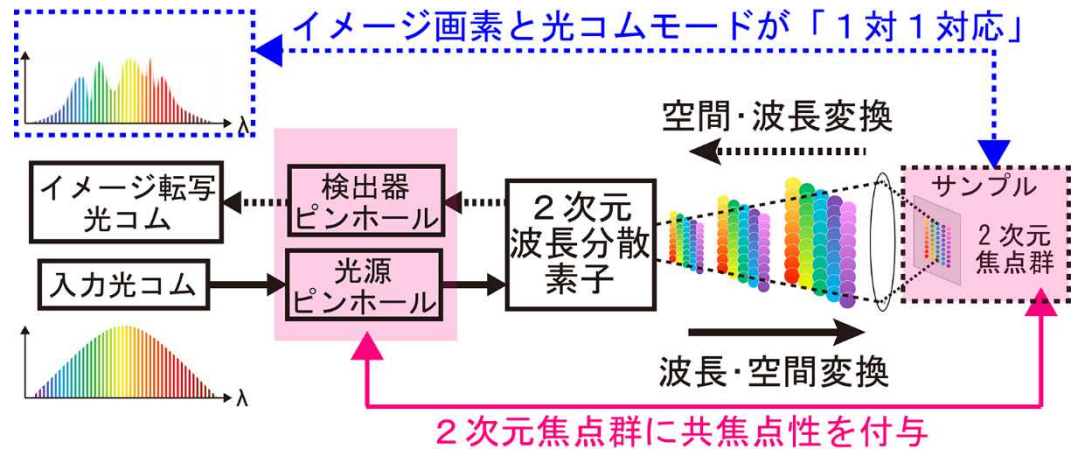 イメージ画素と光コムモードが「１対１対応」
λ
空間・波長変換
イメージ転写
光コム
検出器
ピンホール
２次元
波長分散
素子
サンプル
２次元
焦点群
入力光コム
光源
ピンホール
λ
波長・空間変換
２次元焦点群に共焦点性を付与